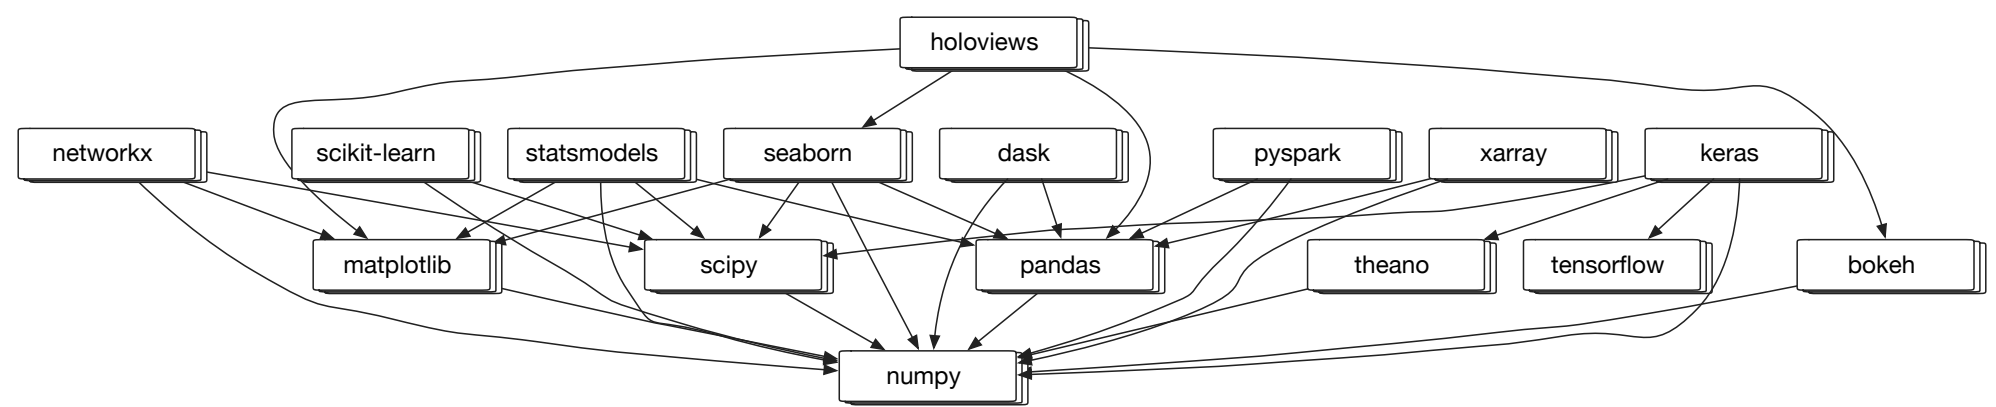 holoviews
networkx
scikit-learn
statsmodels
seaborn
dask
pyspark
xarray
keras
matplotlib
scipy
pandas
theano
tensorflow
bokeh
numpy